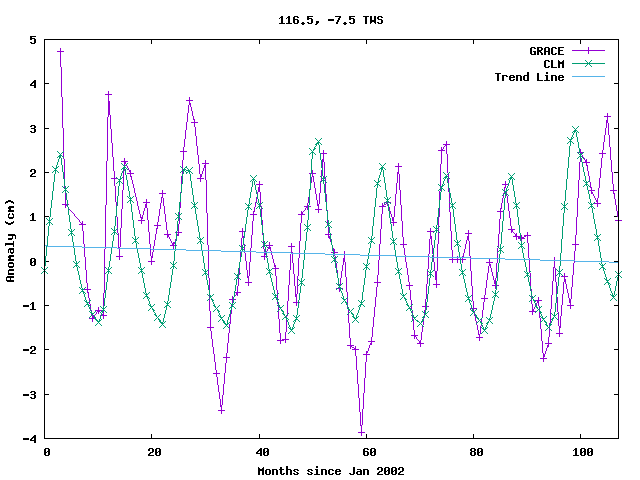 116.5, -7.5 TWS
GRACE
CLM
Trend Line
5
4
3
2
1
0
-1
-2
-3
-4
Anomaly (cm)
0 20 40 60 80 100
Months since Jan 2002